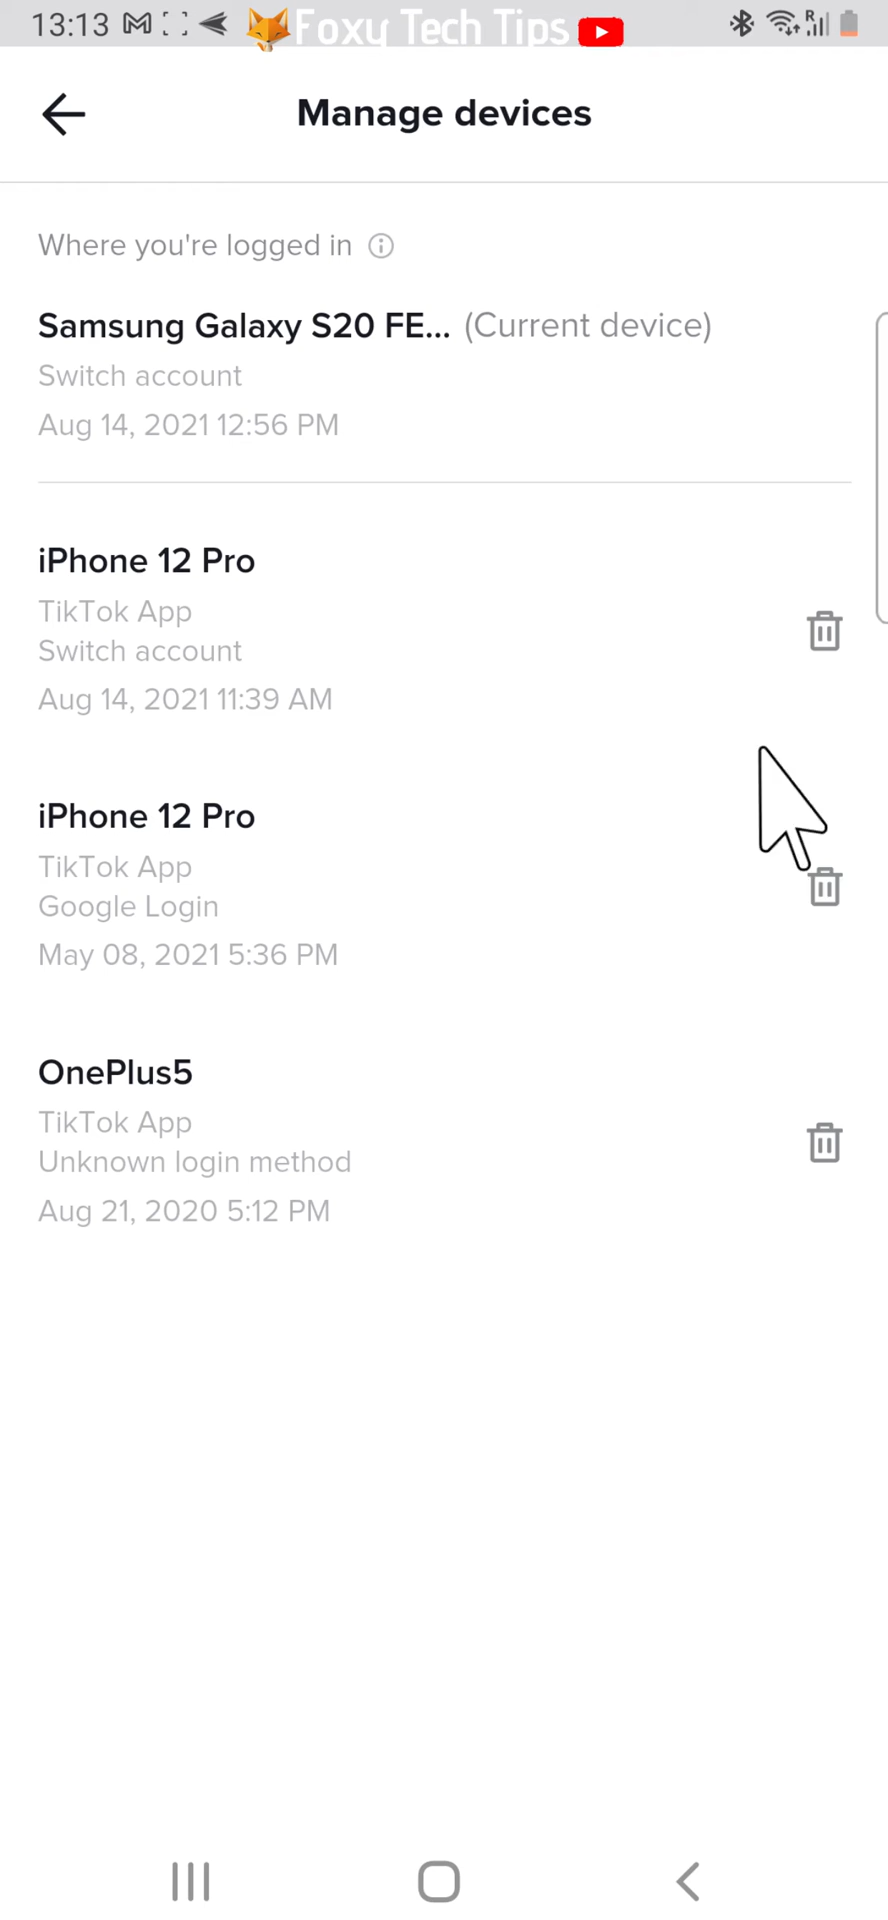 13:13 Foxy Tech Tips
Manage devices
Where you're logged in
Samsung Galaxy S20 FE... (Current device)
Switch account
Aug 14, 2021 12:56 PM
iPhone 12 Pro
TikTok App
Switch account
Aug 14, 2021 11:39 AM
iPhone 12 Pro
TikTok App
Google Login
May 08, 2021 5:36 PM
OnePlus5
TikTok App
Unknown login method
Aug 21, 2020 5:12 PM